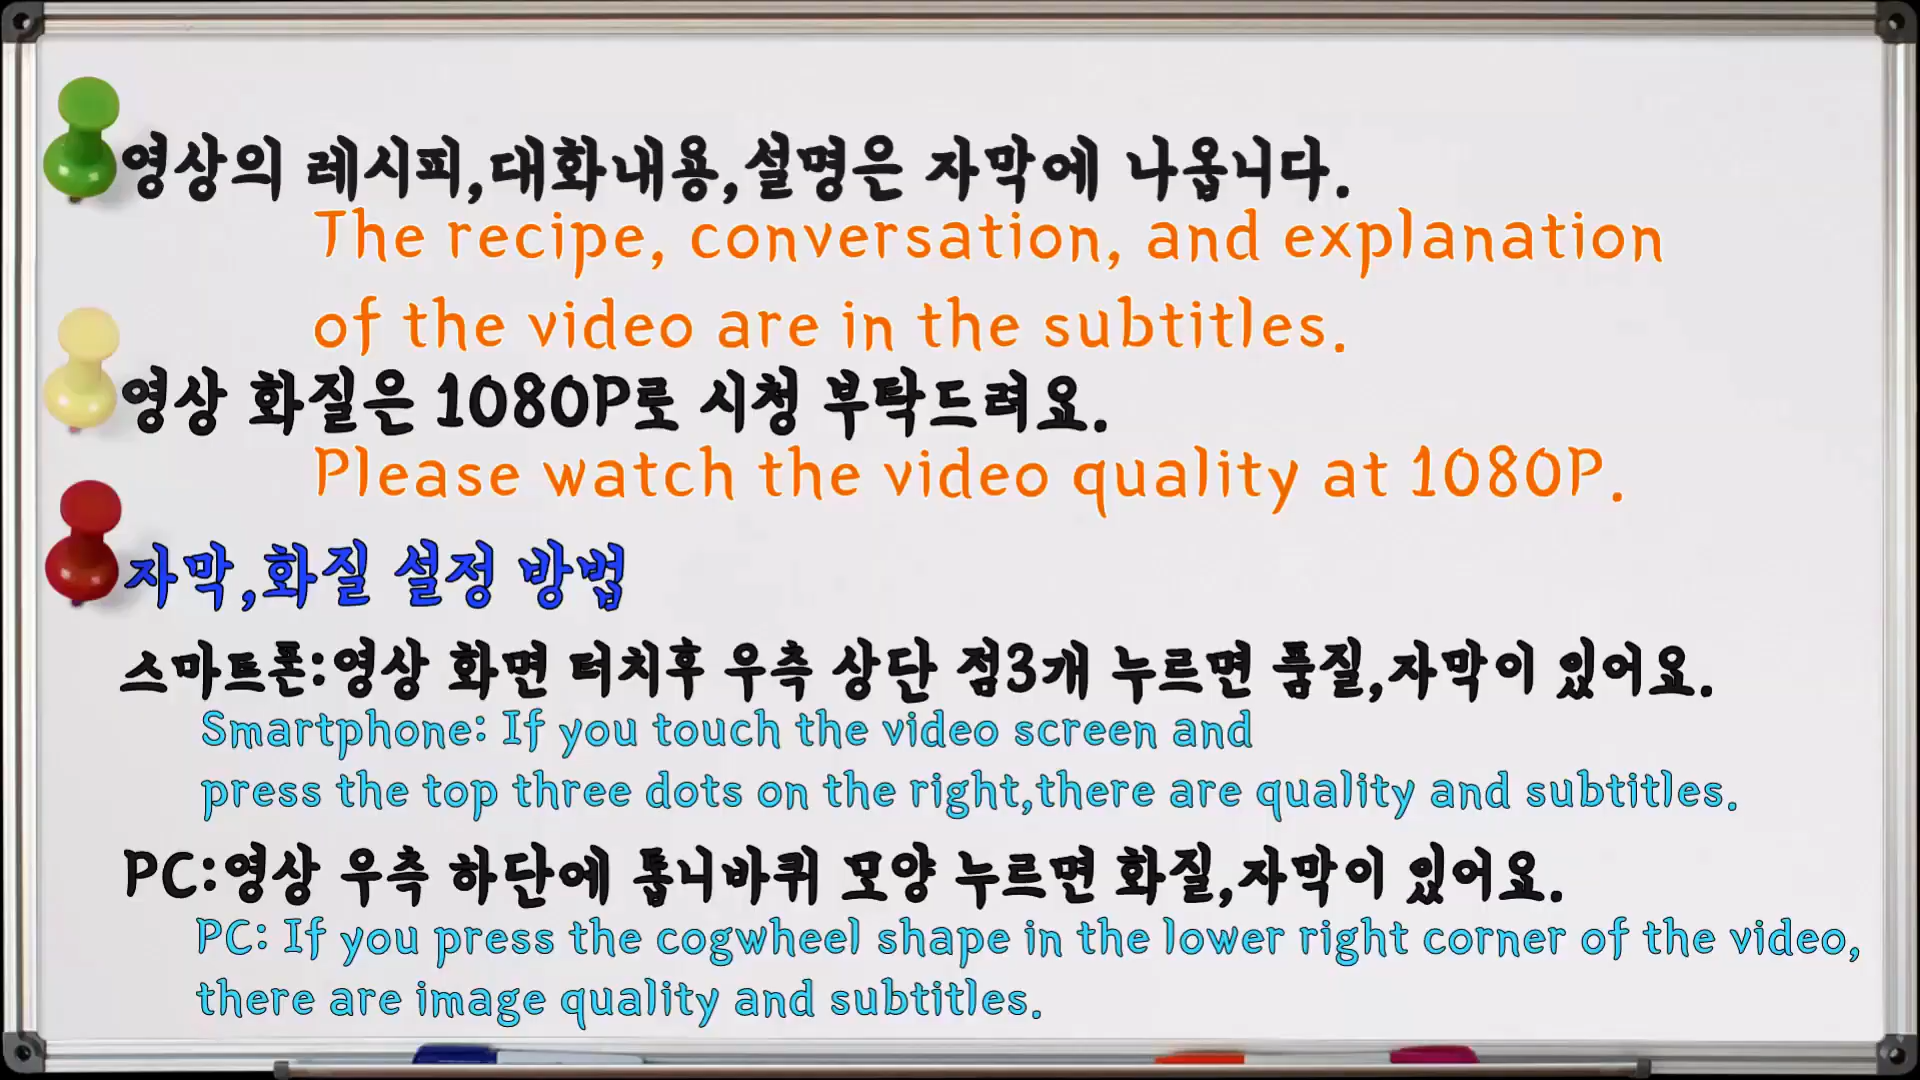 영상의 레시피,대화내용,설명은 자막에 나옵니다.
The recipe, conversation, and explanation
of the video are in the subtitles.
영상 화질은 1080P로 시청 부탁드려요.
Please watch the video quality at 1080P.
자막,화질 설정 방법
스마트폰:영상 화면 터치후 우측 상단 점3개 누르면 품질,자막이 있어요.
Smartphone: If you touch the video screen and
press the top three dots on the right,there are quality and subtitles.
PC:영상 우측 하단에 톱니바퀴 모양 누르면 화질,자막이 있어요.
PC: If you press the cogwheel shape in the lower right corner of the video,
there are image quality and subtitles.